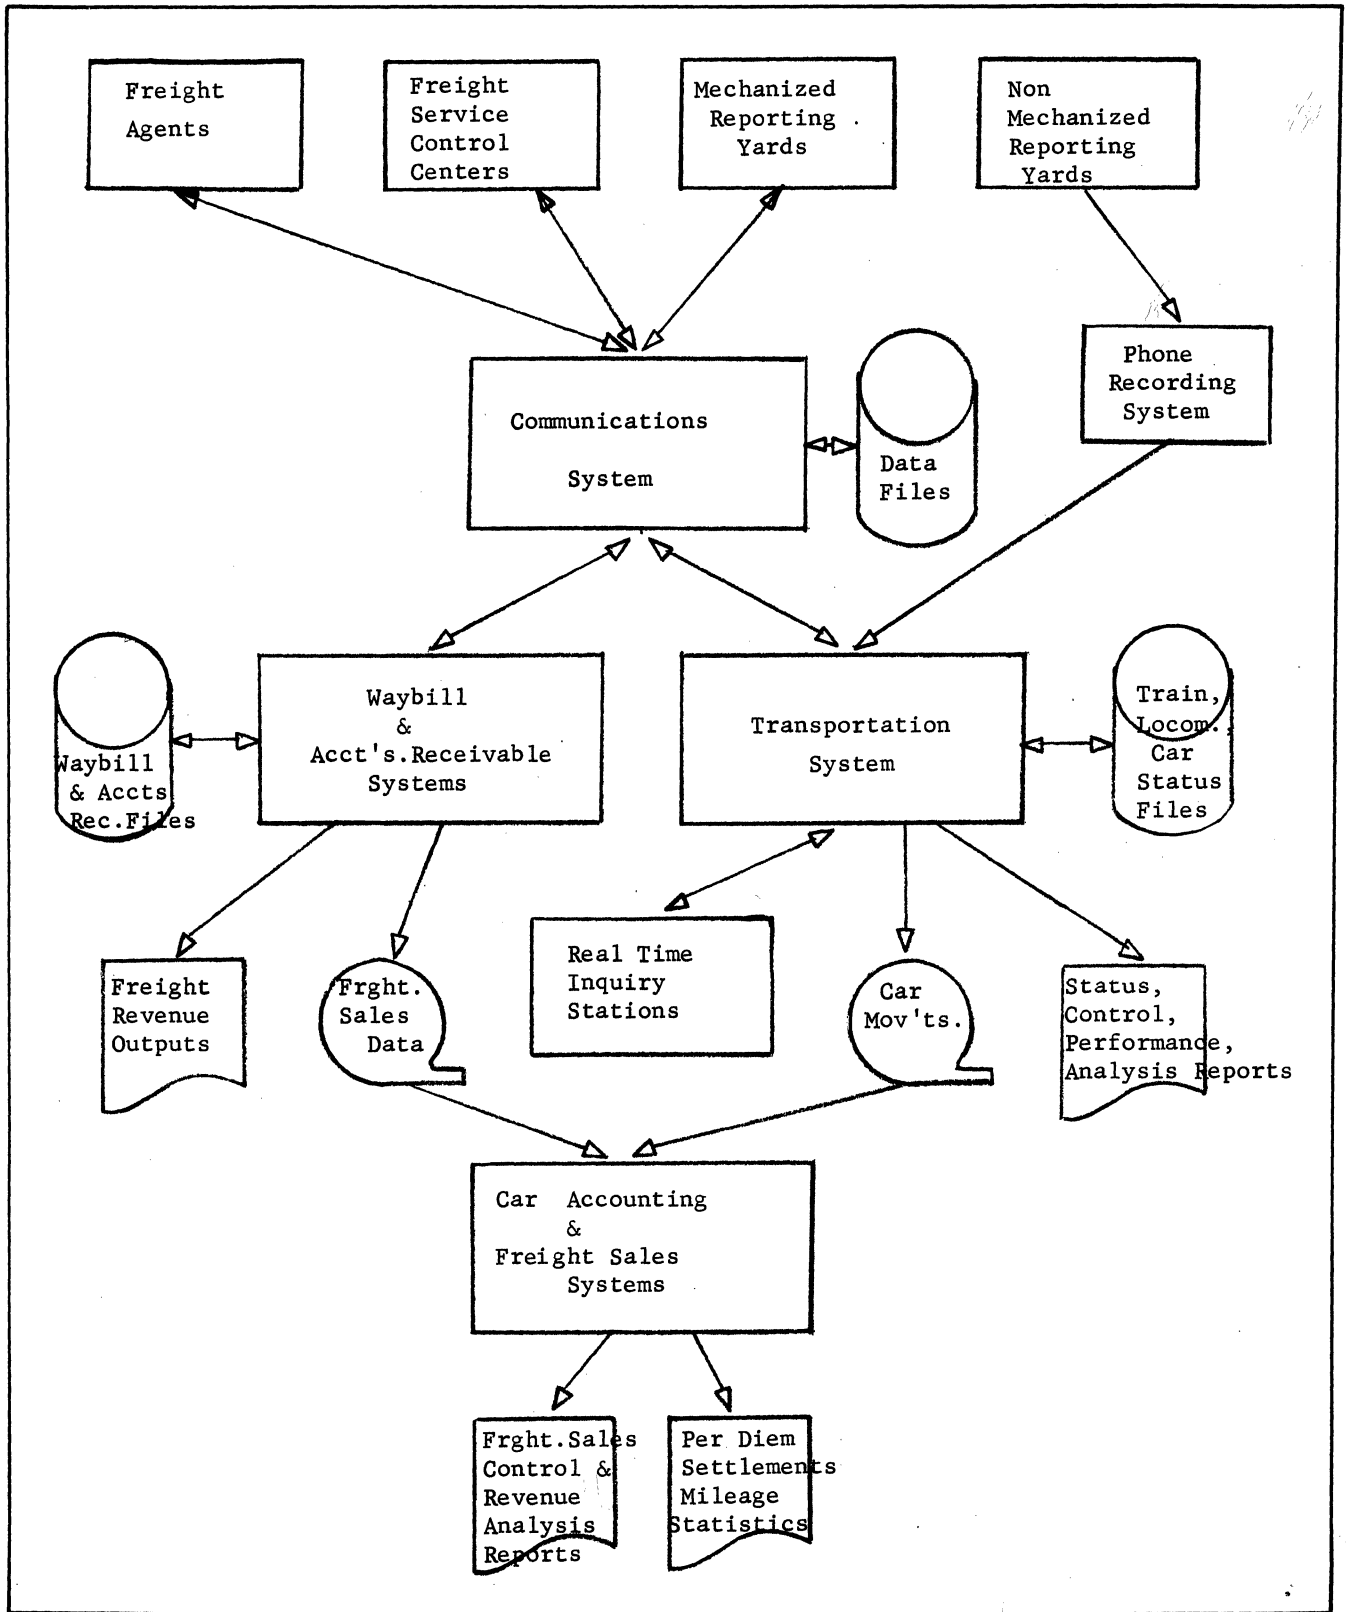 Freight
Agents
Freight
Service
Control
Centers
Mechanized
Reporting
Yards
Non
Mechanized
Reporting
Yards
Phone
Recording
System
Communications
System
Data
Files
Waybill
& Accts
Rec.Files
Waybill
&
Acct's.Receivable
Systems
Transportation
System
Train,
Locom.,
Car
Status
Files
Freight
Revenue
Outputs
Frght.
Sales
Data
Real Time
Inquiry
Stations
Car
Mov'ts.
Status,
Control,
Performance,
Analysis Reports
Car Accounting
&
Freight Sales
Systems
Frght.Sales
Control &
Revenue
Analysis
Reports
Per Diem
Settlements
Mileage
Statistics